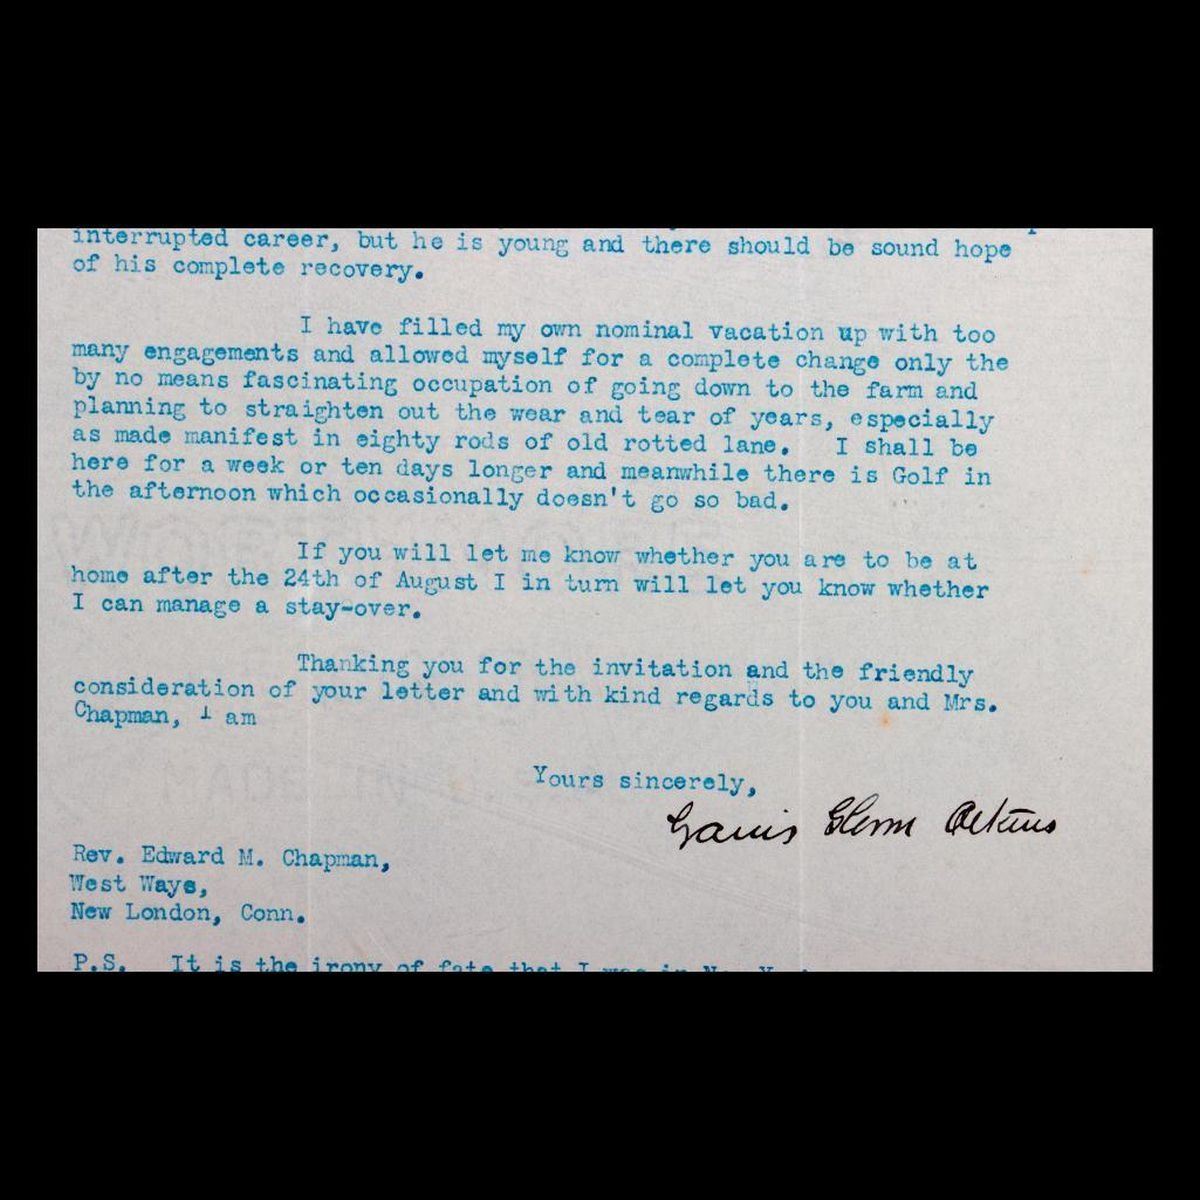 interrupted career, but he is young and there should be sound hope
of his complete recovery.
I have filled my own nominal vacation up with too
many engagements and allowed myself for a complete change only the
by no means fascinating occupation of going down to the farm and
planning to straighten out the wear and tear of years, especially
as made manifest in eighty rods of old rotted lane. I shall be
here for a week or ten days longer and meanwhile there is Golf in
the afternoon which occasionally doesn't go so bad.
If you will let me know whether you are to be at
home after the 24th of August I in turn will let you know whether
I can manage a stay-over.
Thanking you for the invitation and the friendly
consideration of your letter and with kind regards to you and Mrs.
Chapman, I am
Yours sincerely,
Gaius Glenn Atkins
Rev. Edward M. Chapman,
West Ways,
New London, Conn.
P.S. It is the irony of fate that I was in New